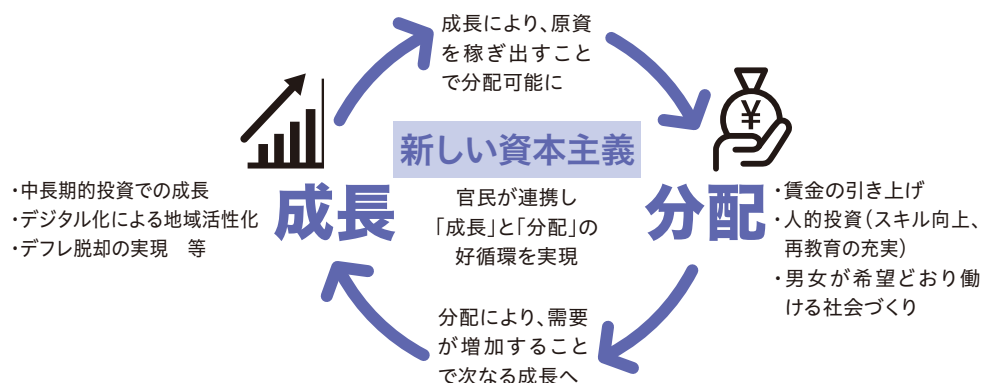 成長により、原資
を稼ぎ出すこと
で分配可能に
¥
新しい資本主義
官民が連携し
「成長」と「分配」の
好循環を実現
成長
・中長期的投資での成長
・デジタル化による地域活性化
・デフレ脱却の実現　等
分配
・賃金の引き上げ
・人的投資（スキル向上、
再教育の充実）
・男女が希望どおり働
ける社会づくり
分配により、需要
が増加すること
で次なる成長へ